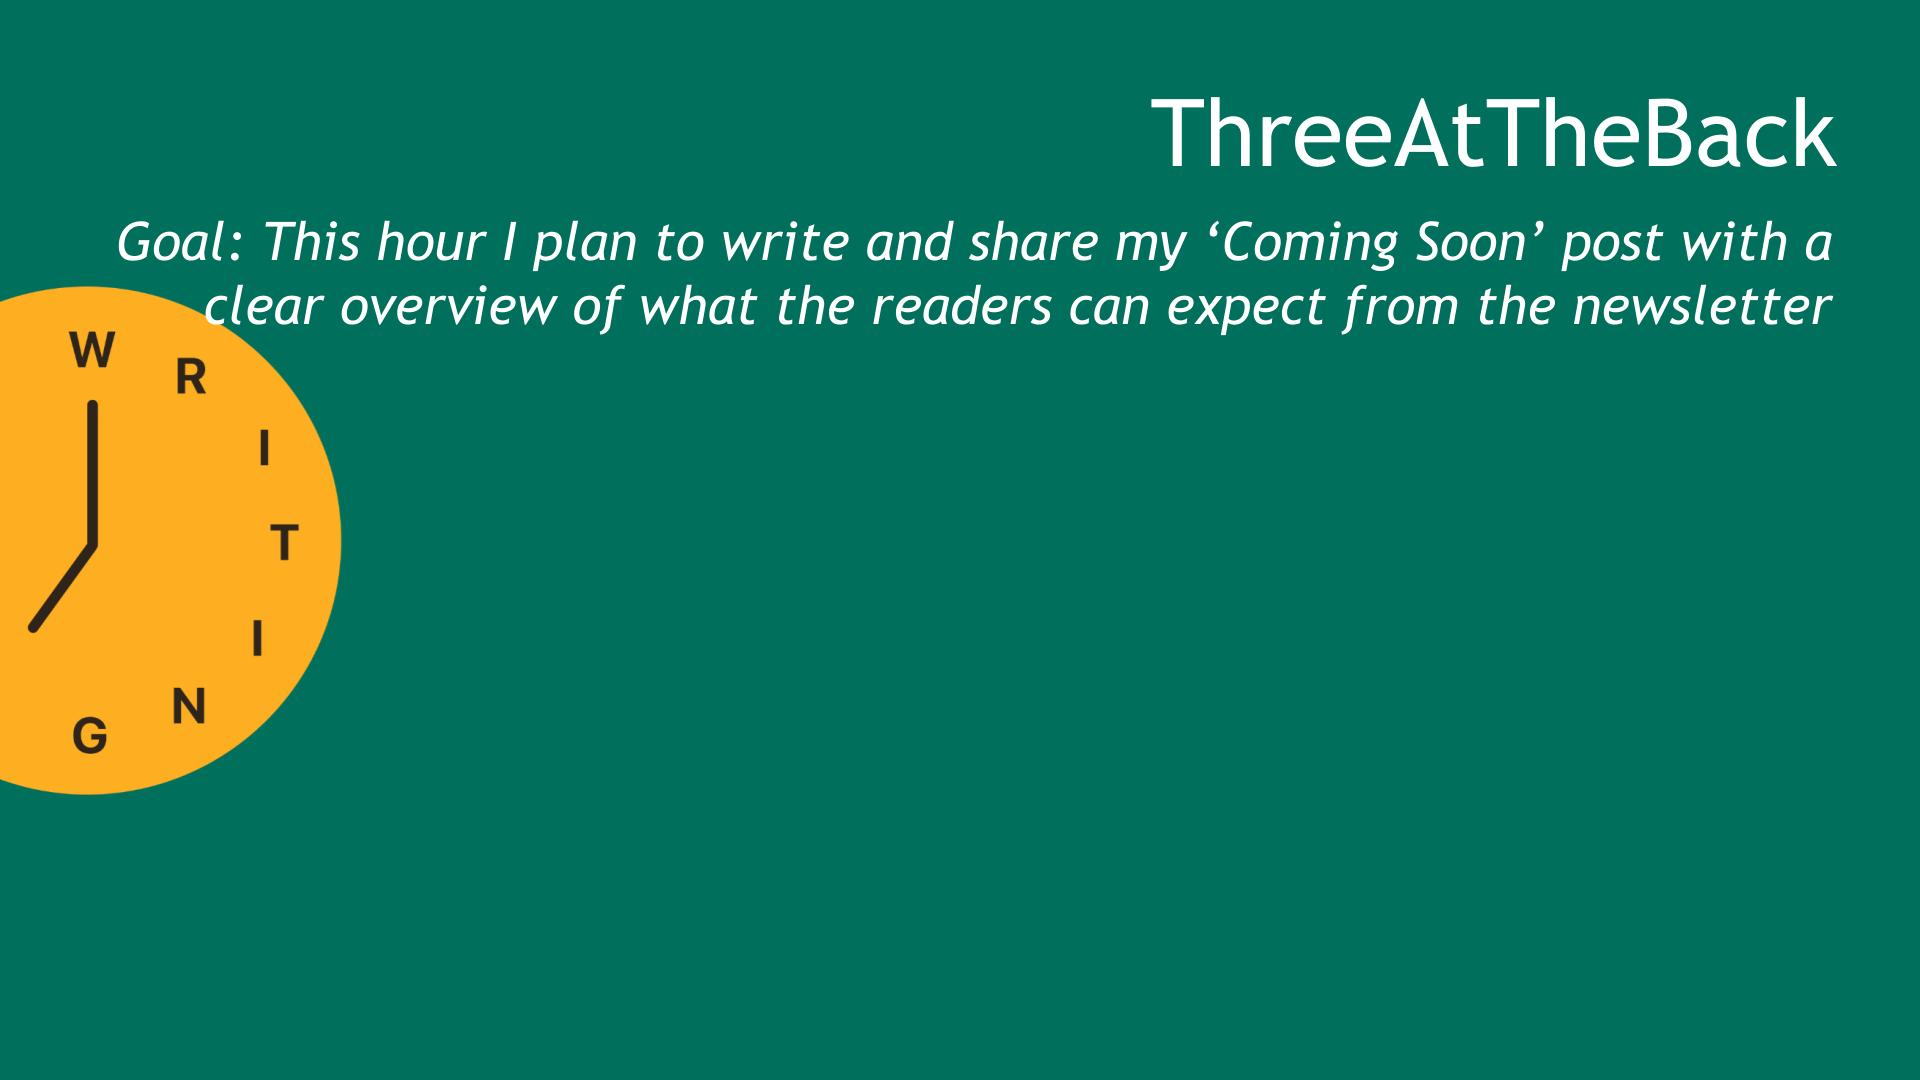 ThreeAtTheBack
Goal: This hour I plan to write and share my ‘Coming Soon’ post with a
clear overview of what the readers can expect from the newsletter
W
R
I
T
I
N
G